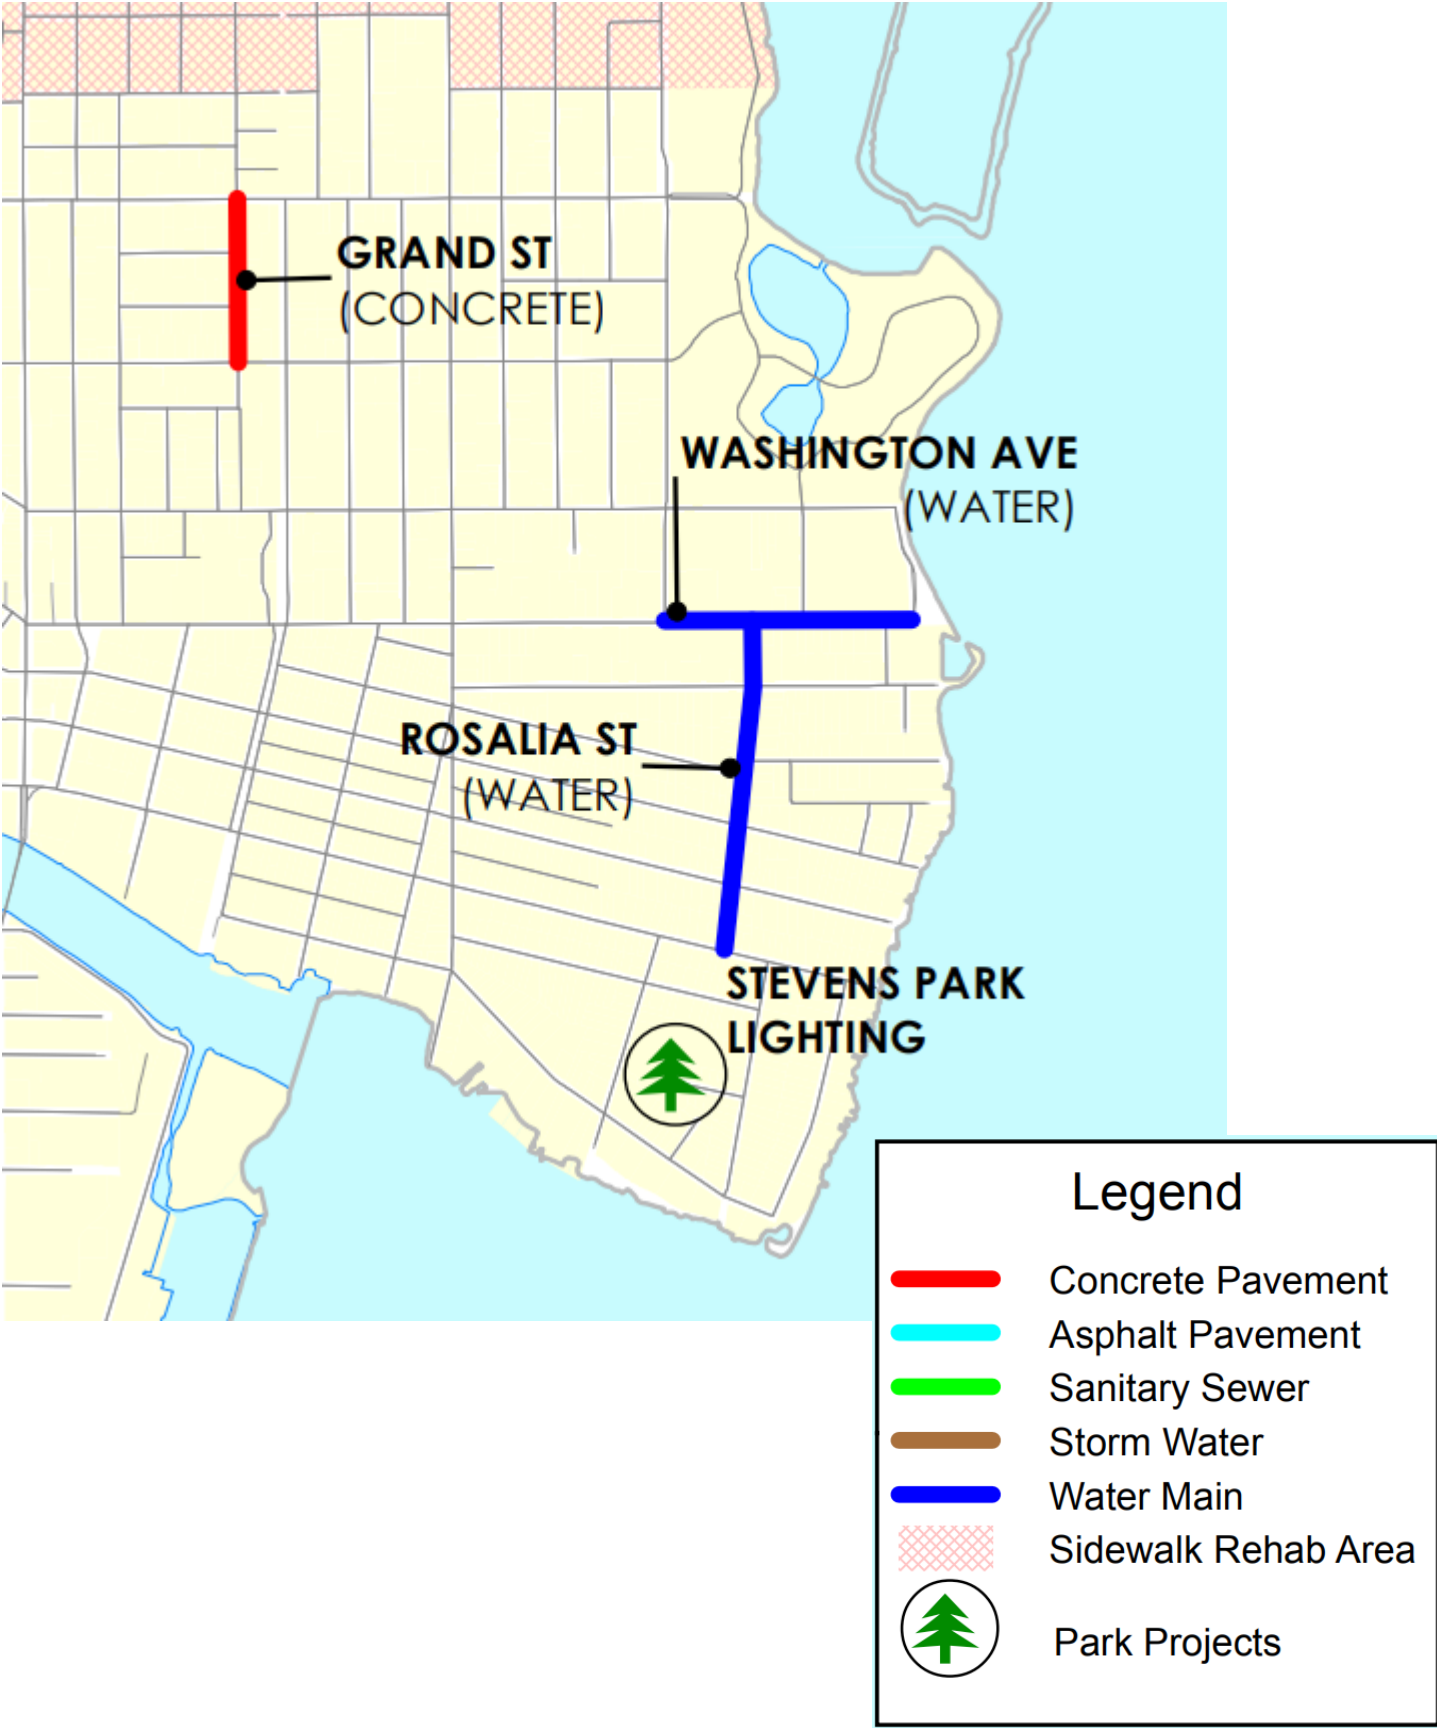 GRAND ST
(CONCRETE)
WASHINGTON AVE
(WATER)
ROSALIA ST
(WATER)
STEVENS PARK
LIGHTING
Legend
Concrete Pavement
Asphalt Pavement
Sanitary Sewer
Storm Water
Water Main
Sidewalk Rehab Area
Park Projects